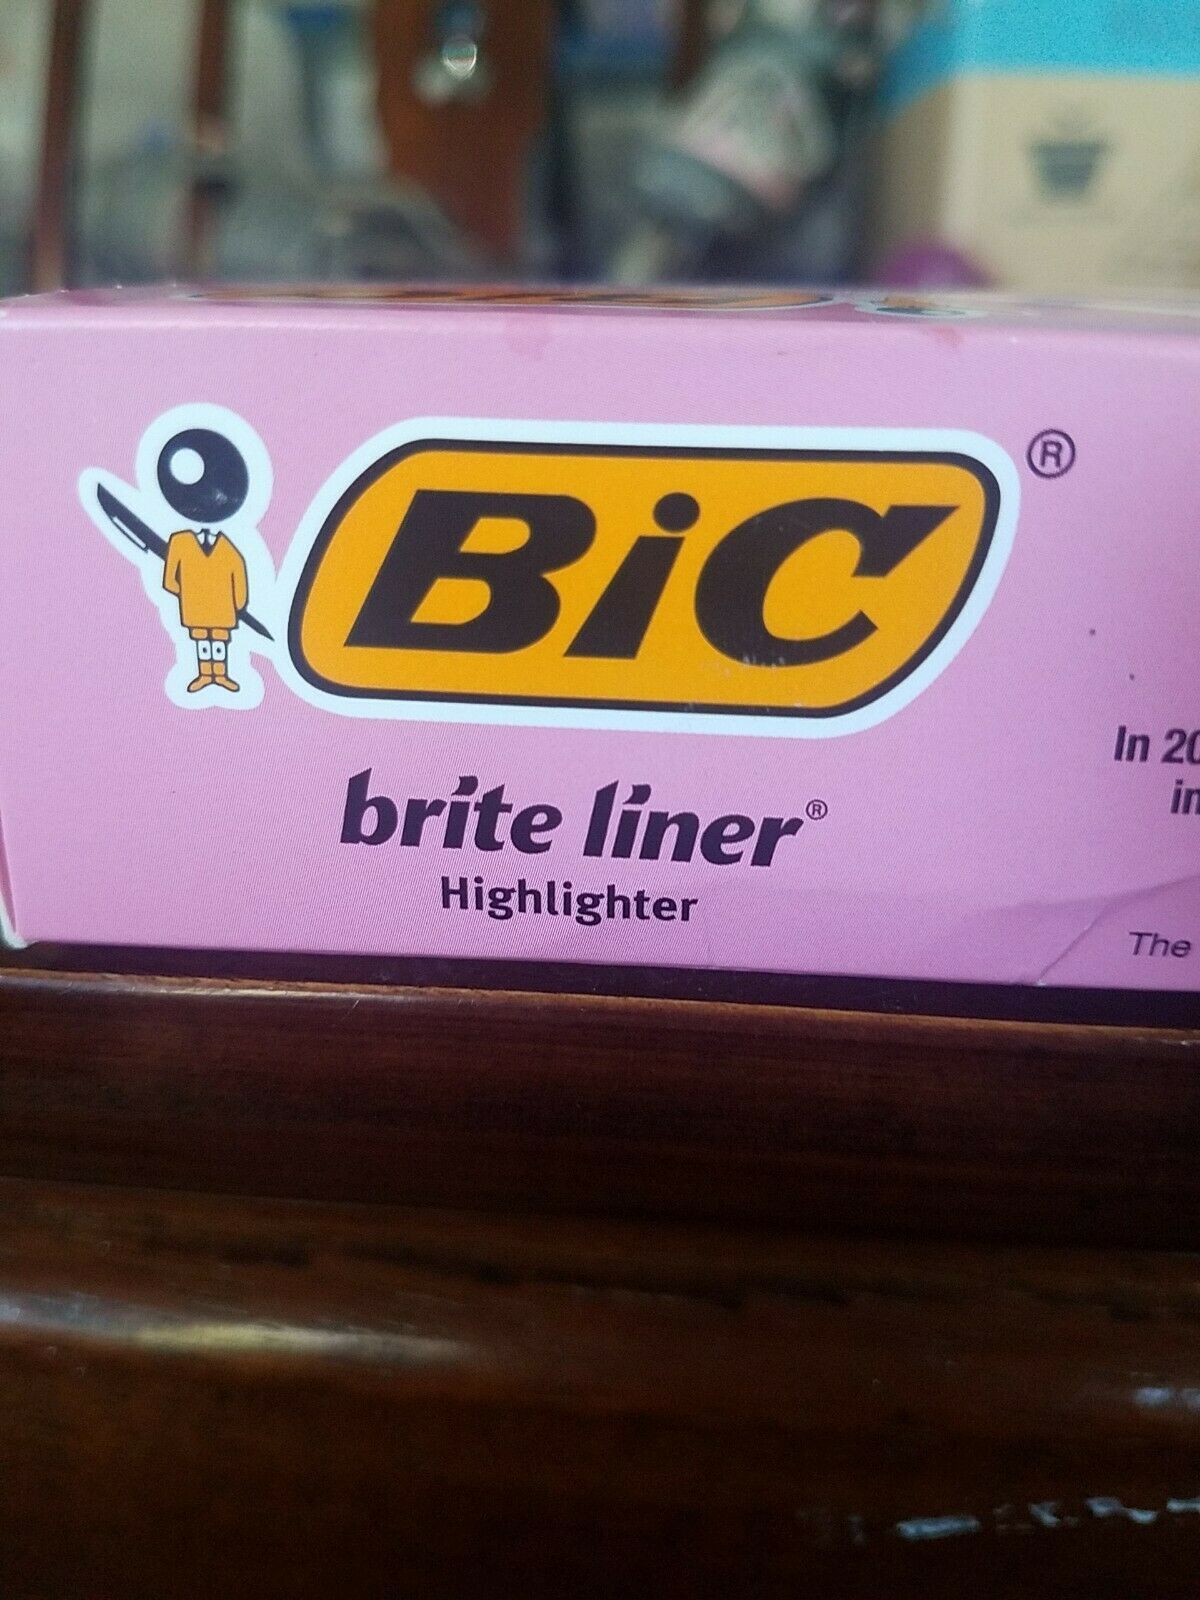 BiC®
brite liner®
Highlighter
In 20
in
The